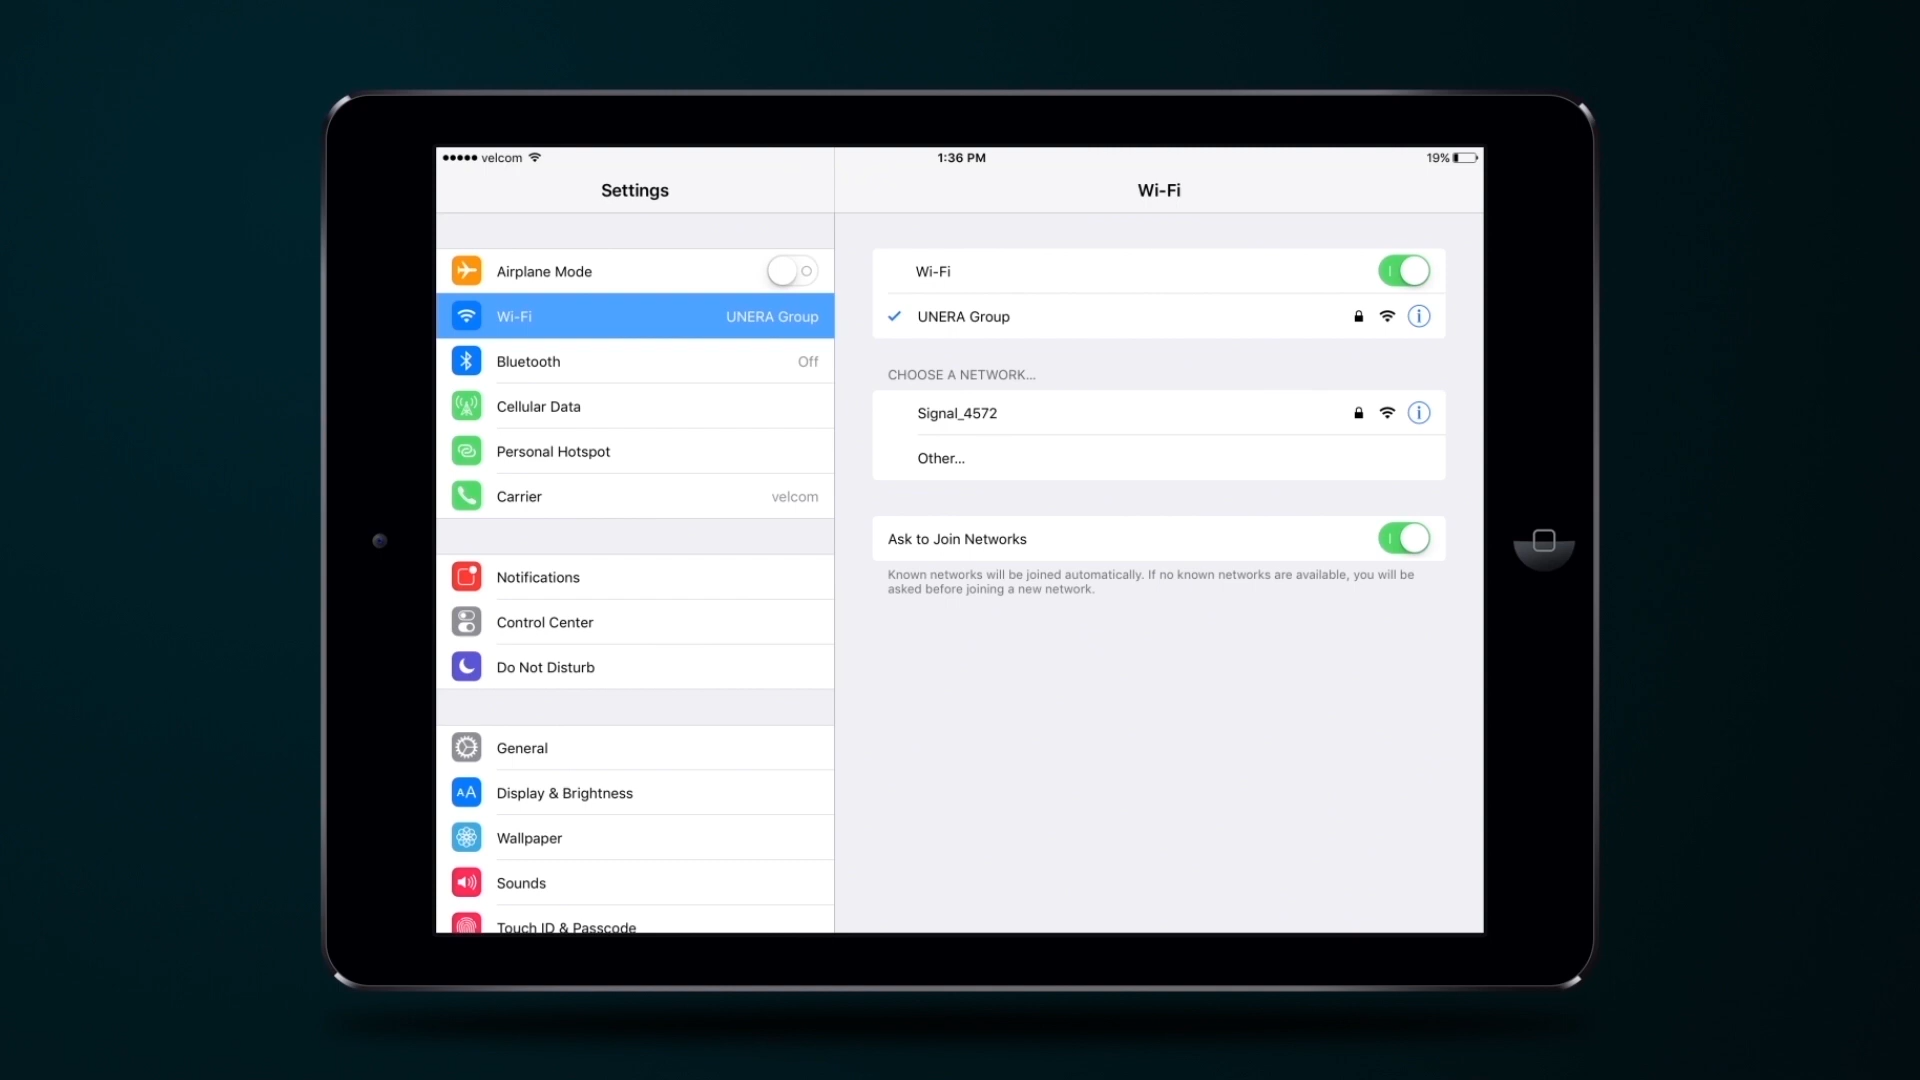 velcom
1:36 PM
19%
Settings
Wi-Fi
Airplane Mode
Wi-Fi UNERA Group
Bluetooth Off
Cellular Data
Personal Hotspot
Carrier velcom
Notifications
Control Center
Do Not Disturb
General
AA Display & Brightness
Wallpaper
Sounds
Touch ID & Passcode
Wi-Fi
UNERA Group
CHOOSE A NETWORK...
Signal_4572
Other...
Ask to Join Networks
Known networks will be joined automatically. If no known networks are available, you will be
asked before joining a new network.